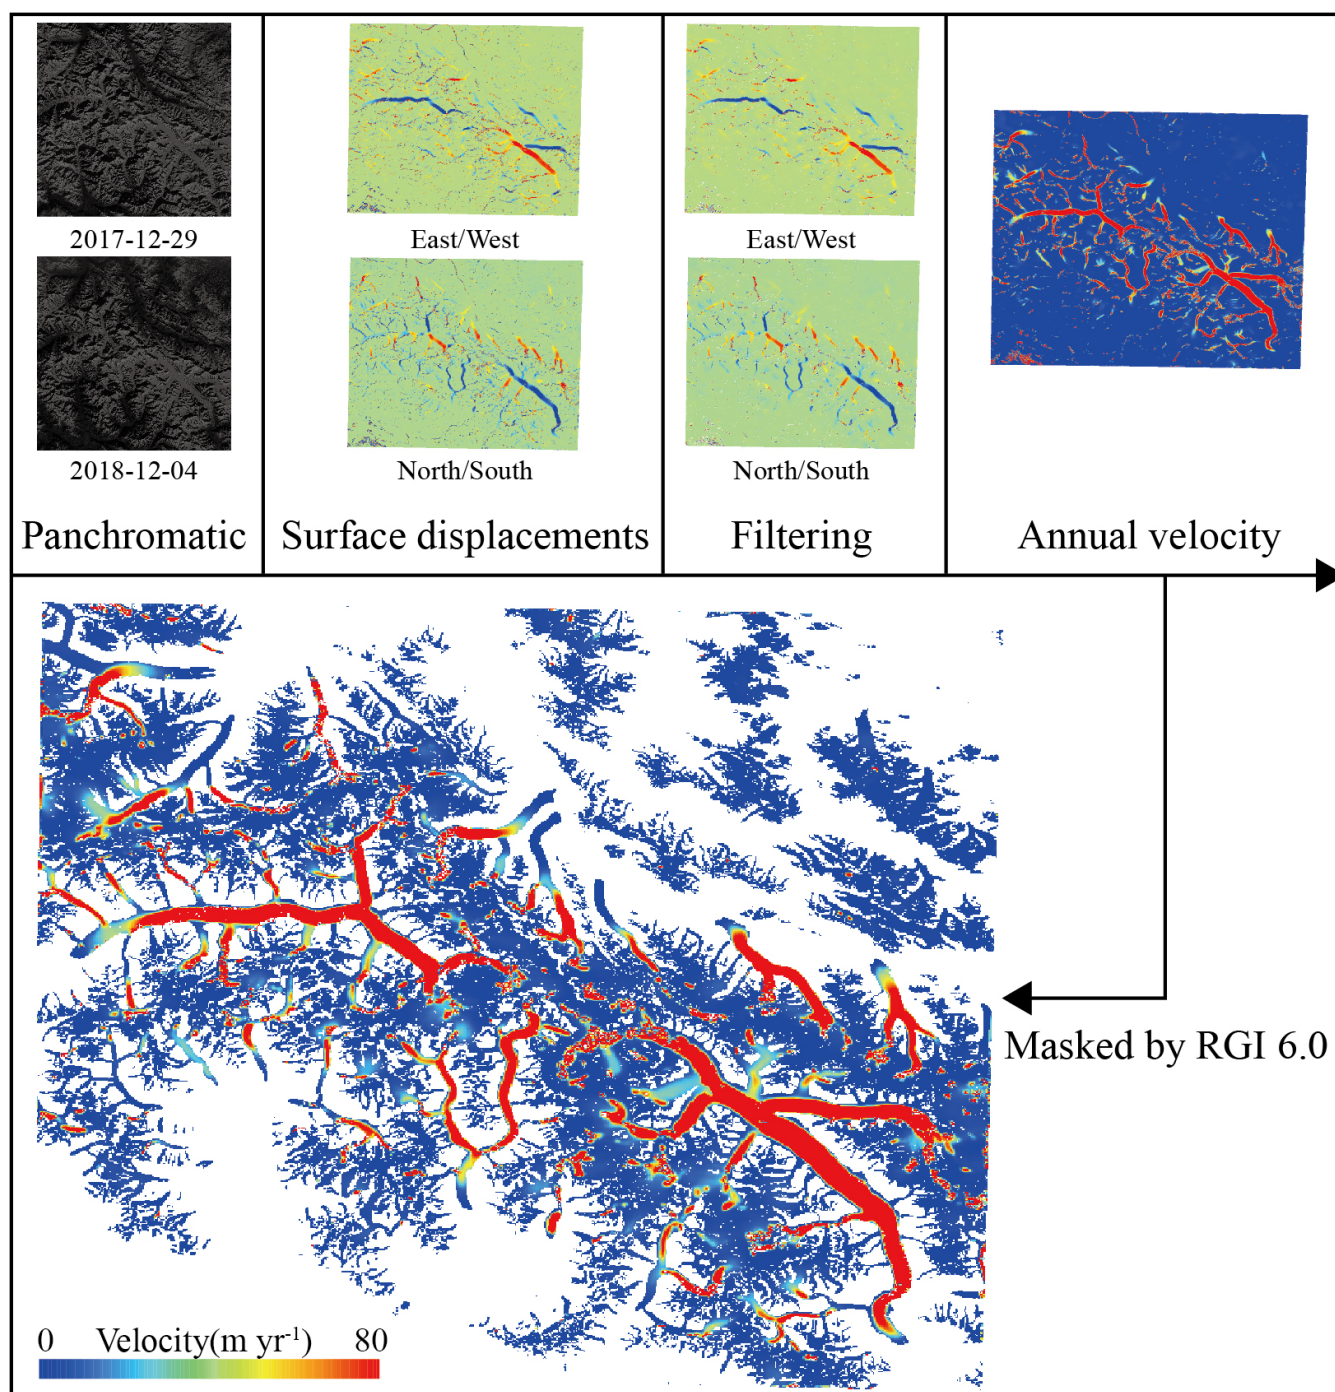 2017-12-29
East/West
East/West
2018-12-04
North/South
North/South
Panchromatic
Surface displacements
Filtering
Annual velocity
Masked by RGI 6.0
0 Velocity(m yr⁻¹) 80